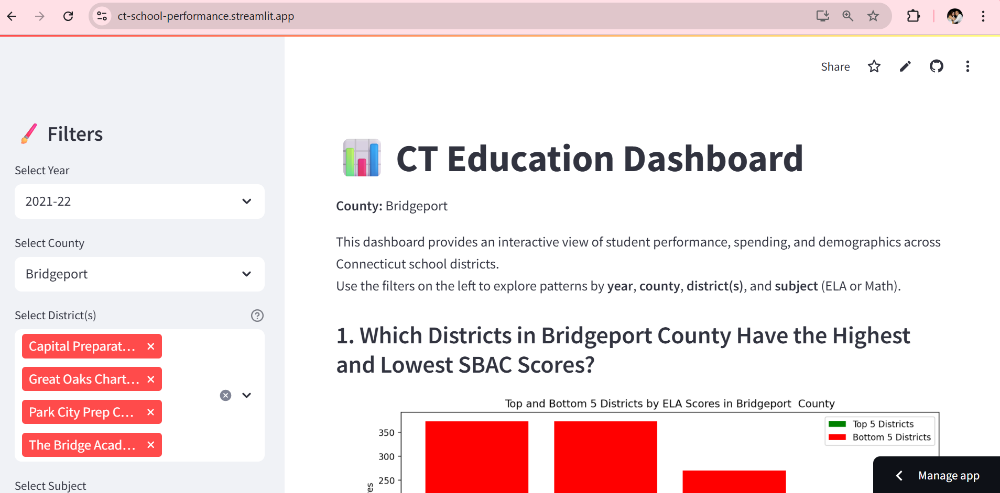 ct-school-performance.streamlit.app
Share
Filters
Select Year
2021-22
Select County
Bridgeport
Select District(s)
Capital Preparat...
Great Oaks Chart...
Park City Prep C...
The Bridge Acad...
Select Subject
CT Education Dashboard
County: Bridgeport
This dashboard provides an interactive view of student performance, spending, and demographics across
Connecticut school districts.
Use the filters on the left to explore patterns by year, county, district(s), and subject (ELA or Math).
1. Which Districts in Bridgeport County Have the Highest
and Lowest SBAC Scores?
Top and Bottom 5 Districts by ELA Scores in Bridgeport  County
Top 5 Districts
Bottom 5 Districts
350
300
250
Manage app